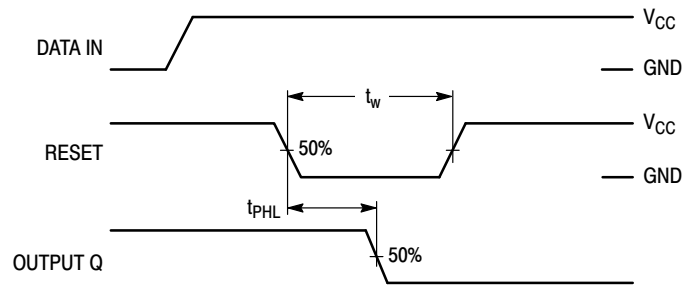 DATA IN
V_CC
GND
t_w
RESET
50%
V_CC
GND
t_PHL
OUTPUT Q
50%